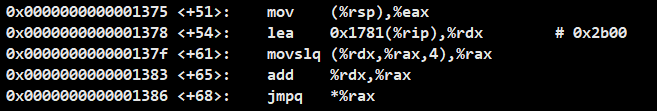 0x0000000000001375 <+51>:    mov    (%rsp),%eax
0x0000000000001378 <+54>:    lea    0x1781(%rip),%rdx        # 0x2b00
0x000000000000137f <+61>:    movslq (%rdx,%rax,4),%rax
0x0000000000001383 <+65>:    add    %rdx,%rax
0x0000000000001386 <+68>:    jmpq   *%rax